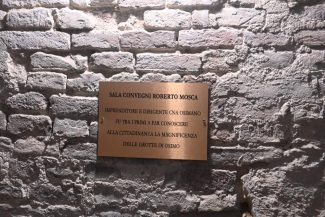 SALA CONVEGNI ROBERTO MOSCA
IMPRENDITORE E DIRIGENTE CNA OSIMANO
FU TRA I PRIMI A FAR CONOSCERE
ALLA CITTADINANZA LA MAGNIFICENZA
DELLE GROTTE DI OSIMO